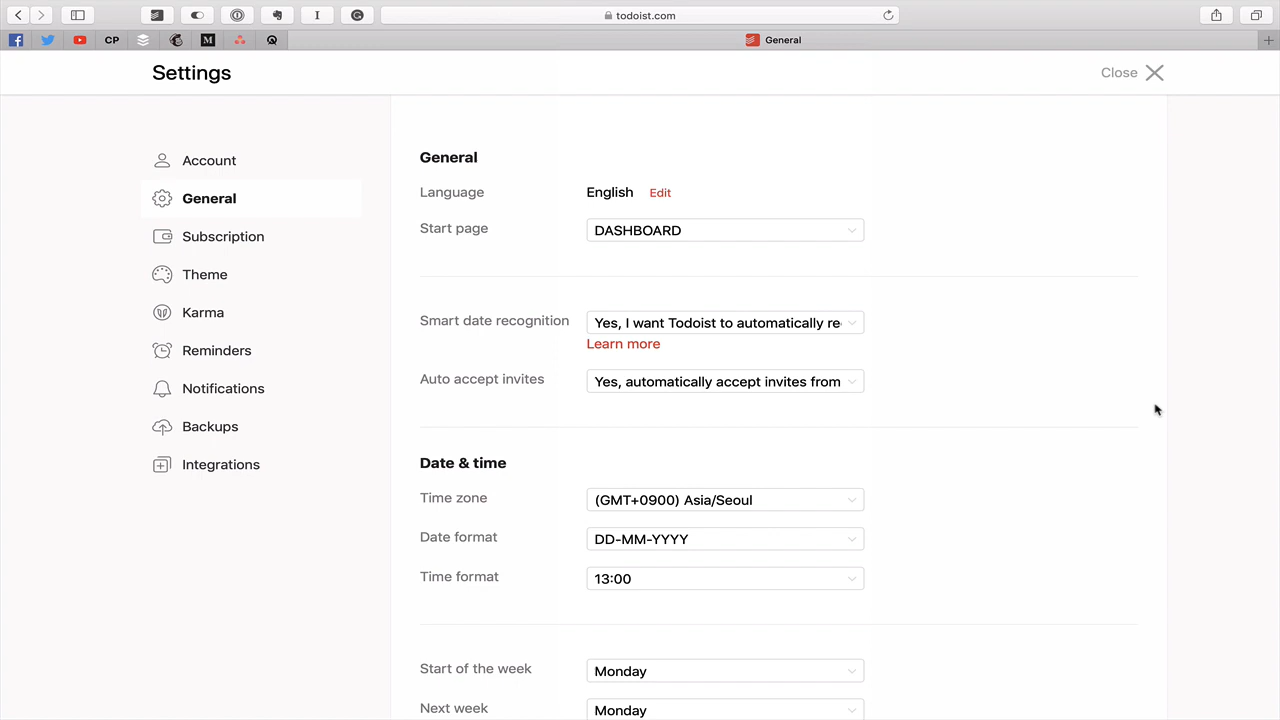 todoist.com
CP
M
General
Settings
Close
Account
General
Subscription
Theme
Karma
Reminders
Notifications
Backups
Integrations
General
Language English Edit
Start page DASHBOARD
Smart date recognition Yes, I want Todoist to automatically re
Learn more
Auto accept invites Yes, automatically accept invites from
Date & time
Time zone (GMT+0900) Asia/Seoul
Date format DD-MM-YYYY
Time format 13:00
Start of the week Monday
Next week Monday